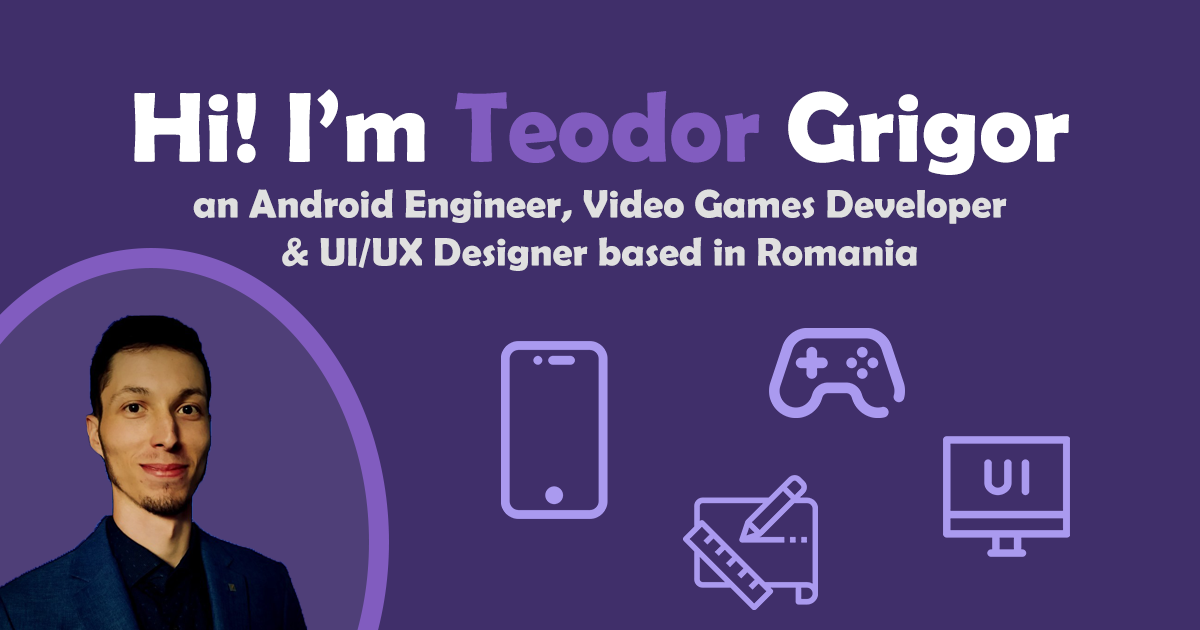 Hi! I’m Teodor Grigor
an Android Engineer, Video Games Developer
& UI/UX Designer based in Romania
UI